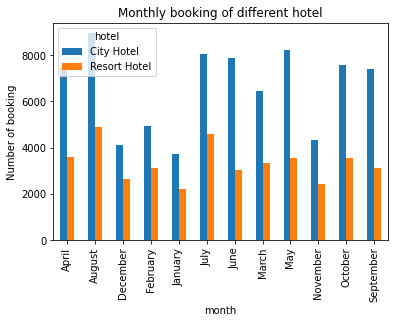 Monthly booking of different hotel
hotel
City Hotel
Resort Hotel
Number of booking
8000
6000
4000
2000
0
April
August
December
February
January
July
June
March
May
November
October
September
month